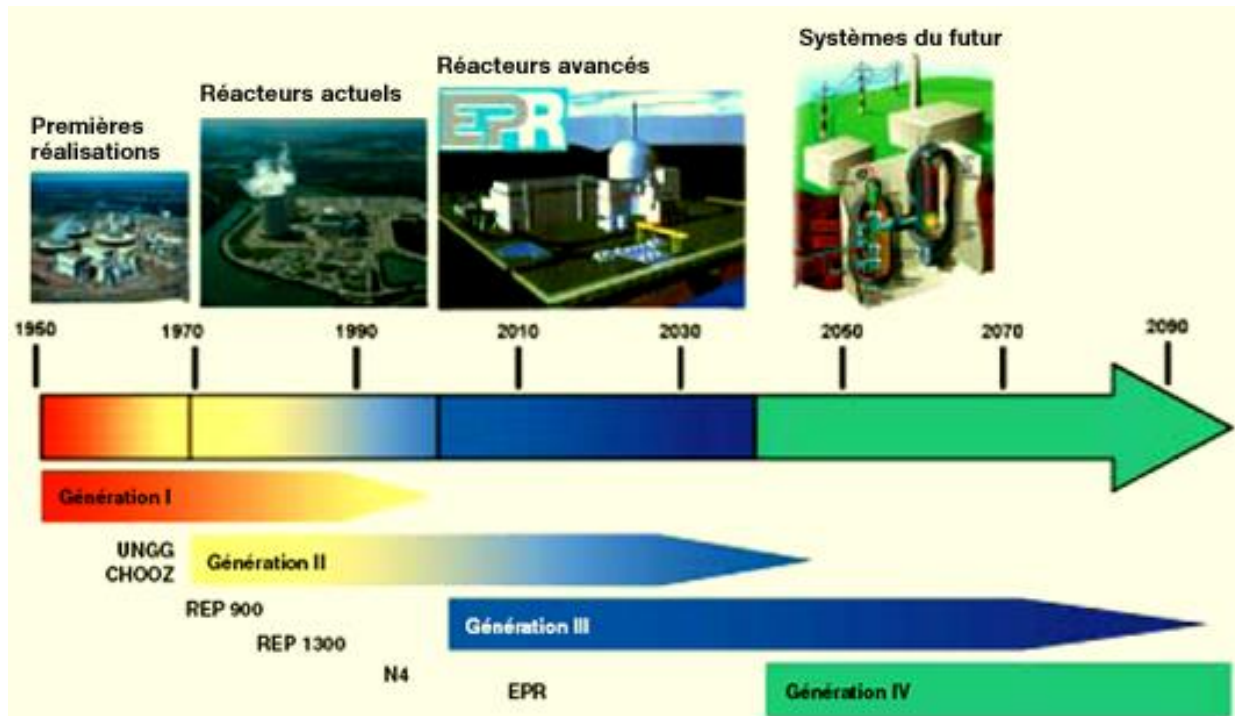 Premières
réalisations
Réacteurs actuels
Réacteurs avancés
EPR
Systèmes du futur
1950
1970
1990
2010
2030
2050
2070
2090
Génération I
UNGG
CHOOZ
Génération II
REP 900
REP 1300
N4
Génération III
EPR
Génération IV